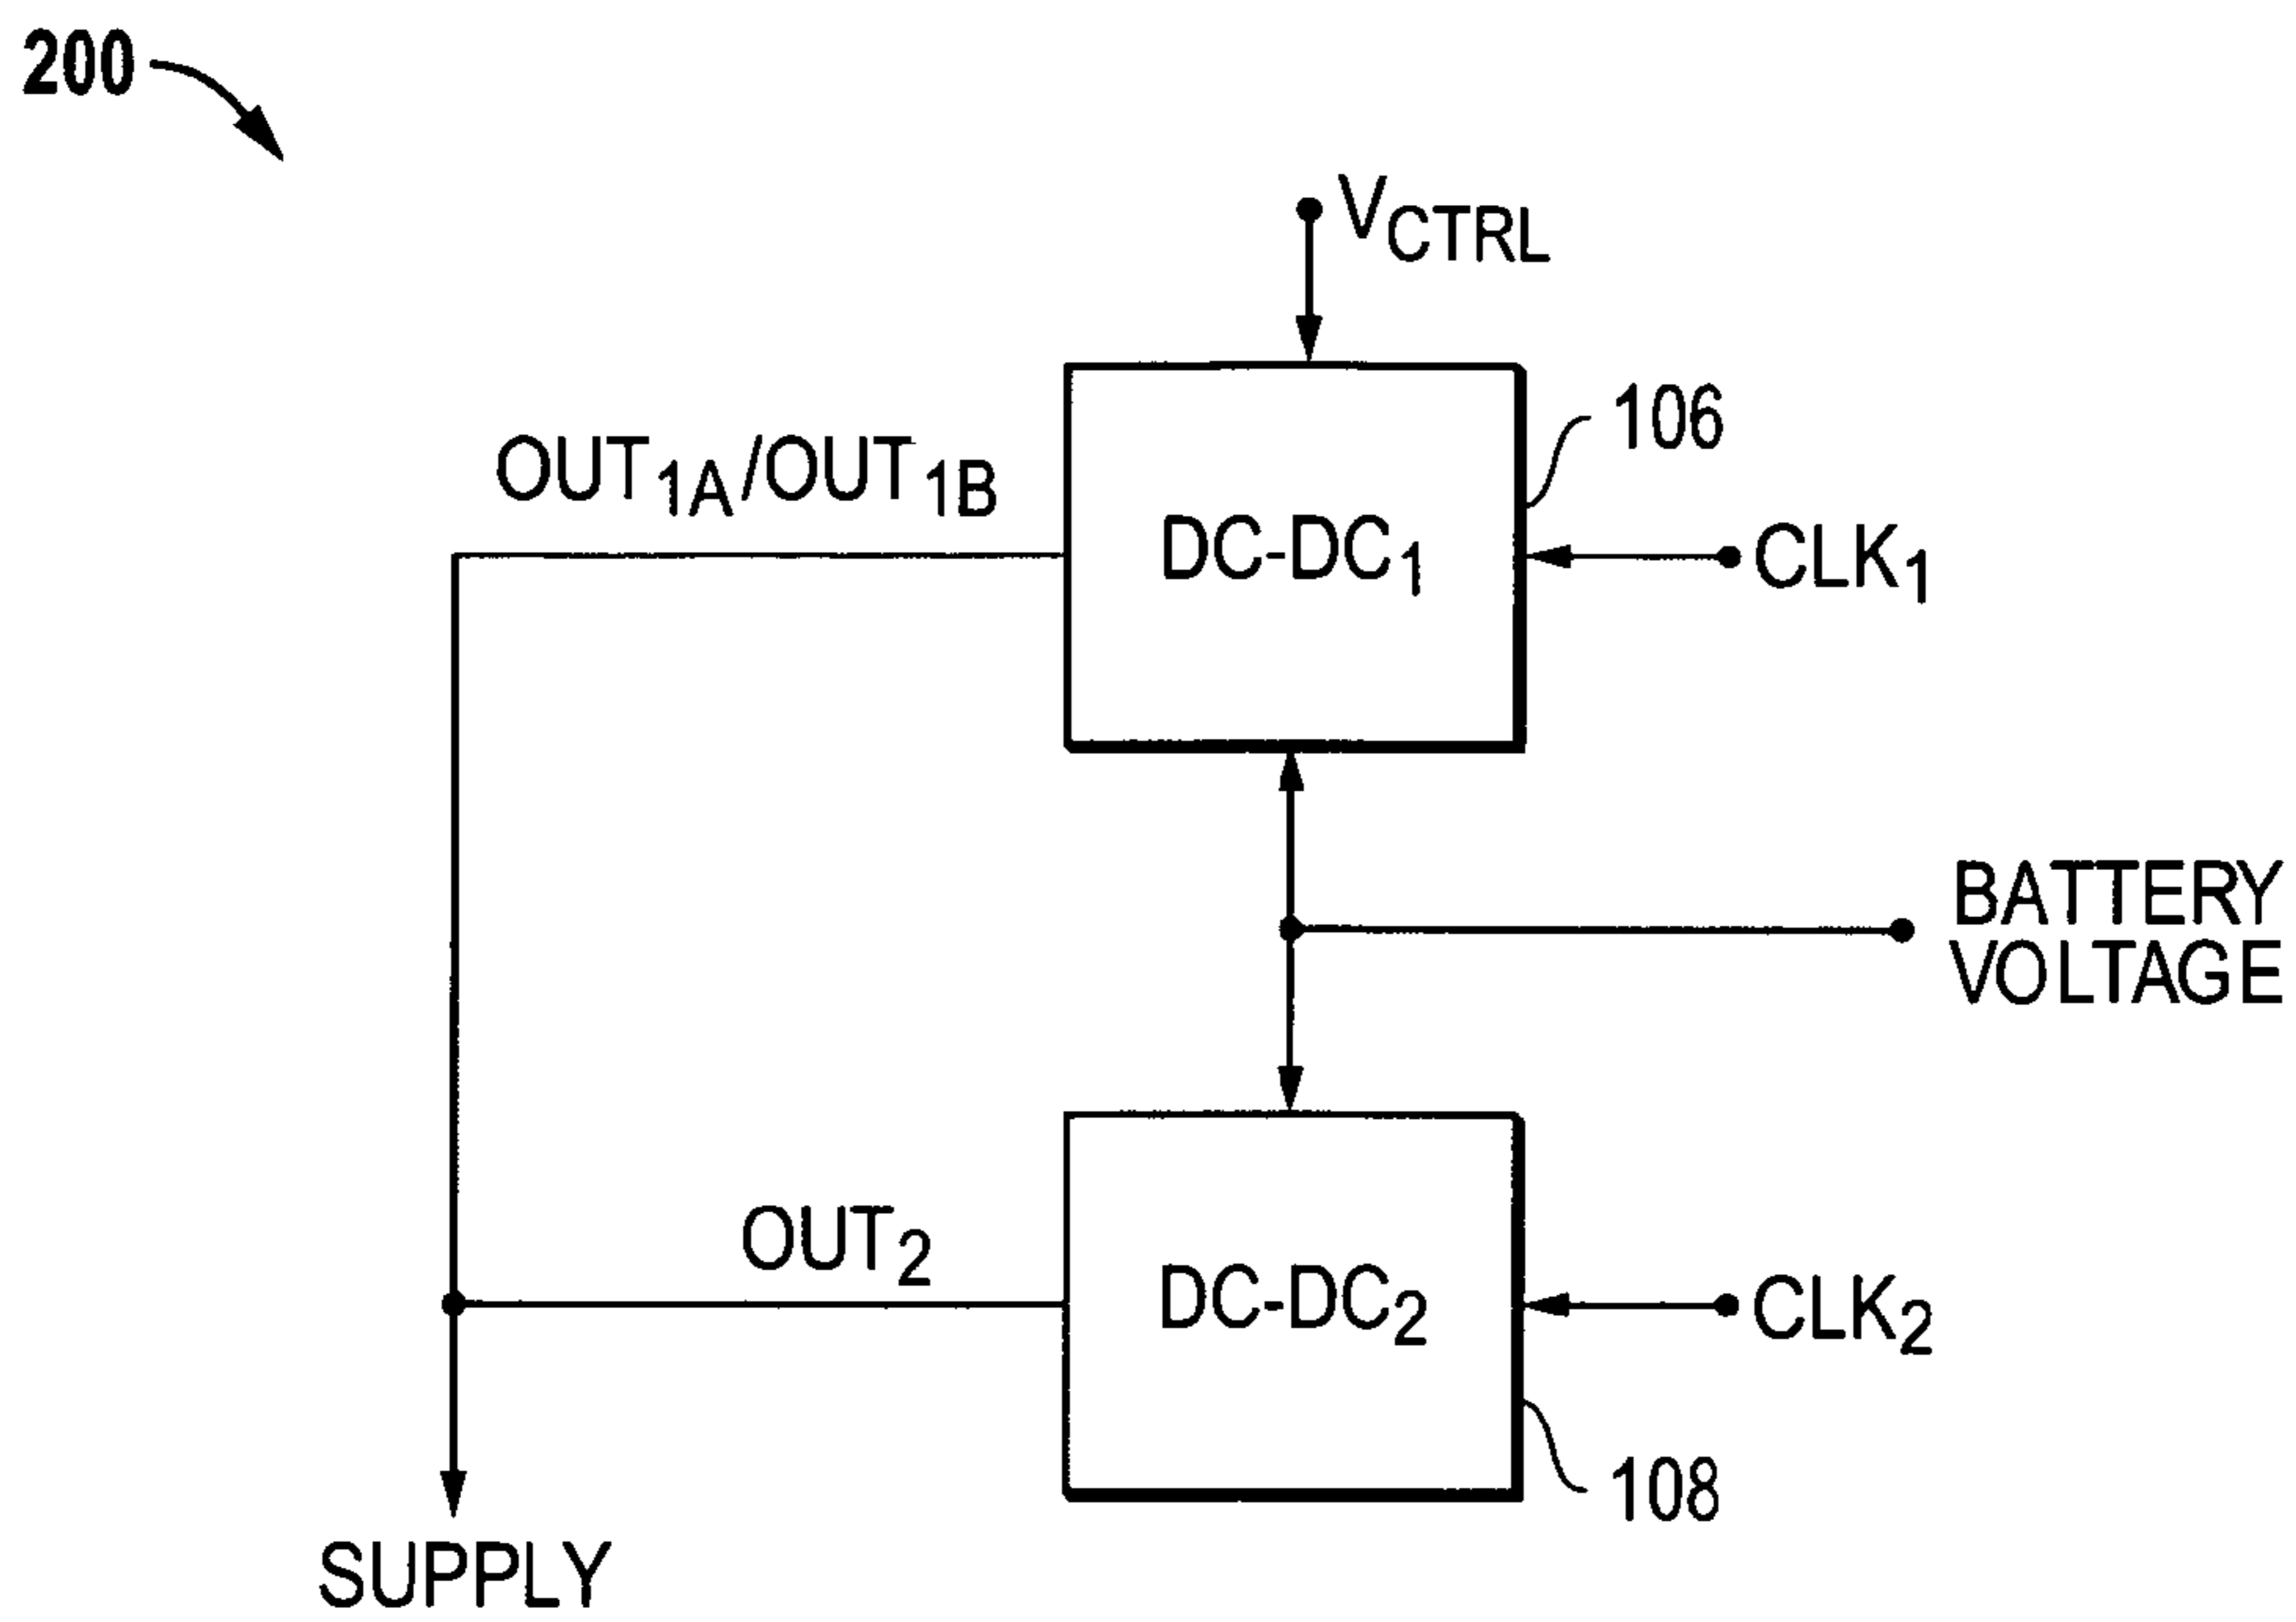 200
VCTRL
OUT1A/OUT1B
106
DC-DC1
CLK1
BATTERY
VOLTAGE
OUT2
DC-DC2
CLK2
108
SUPPLY